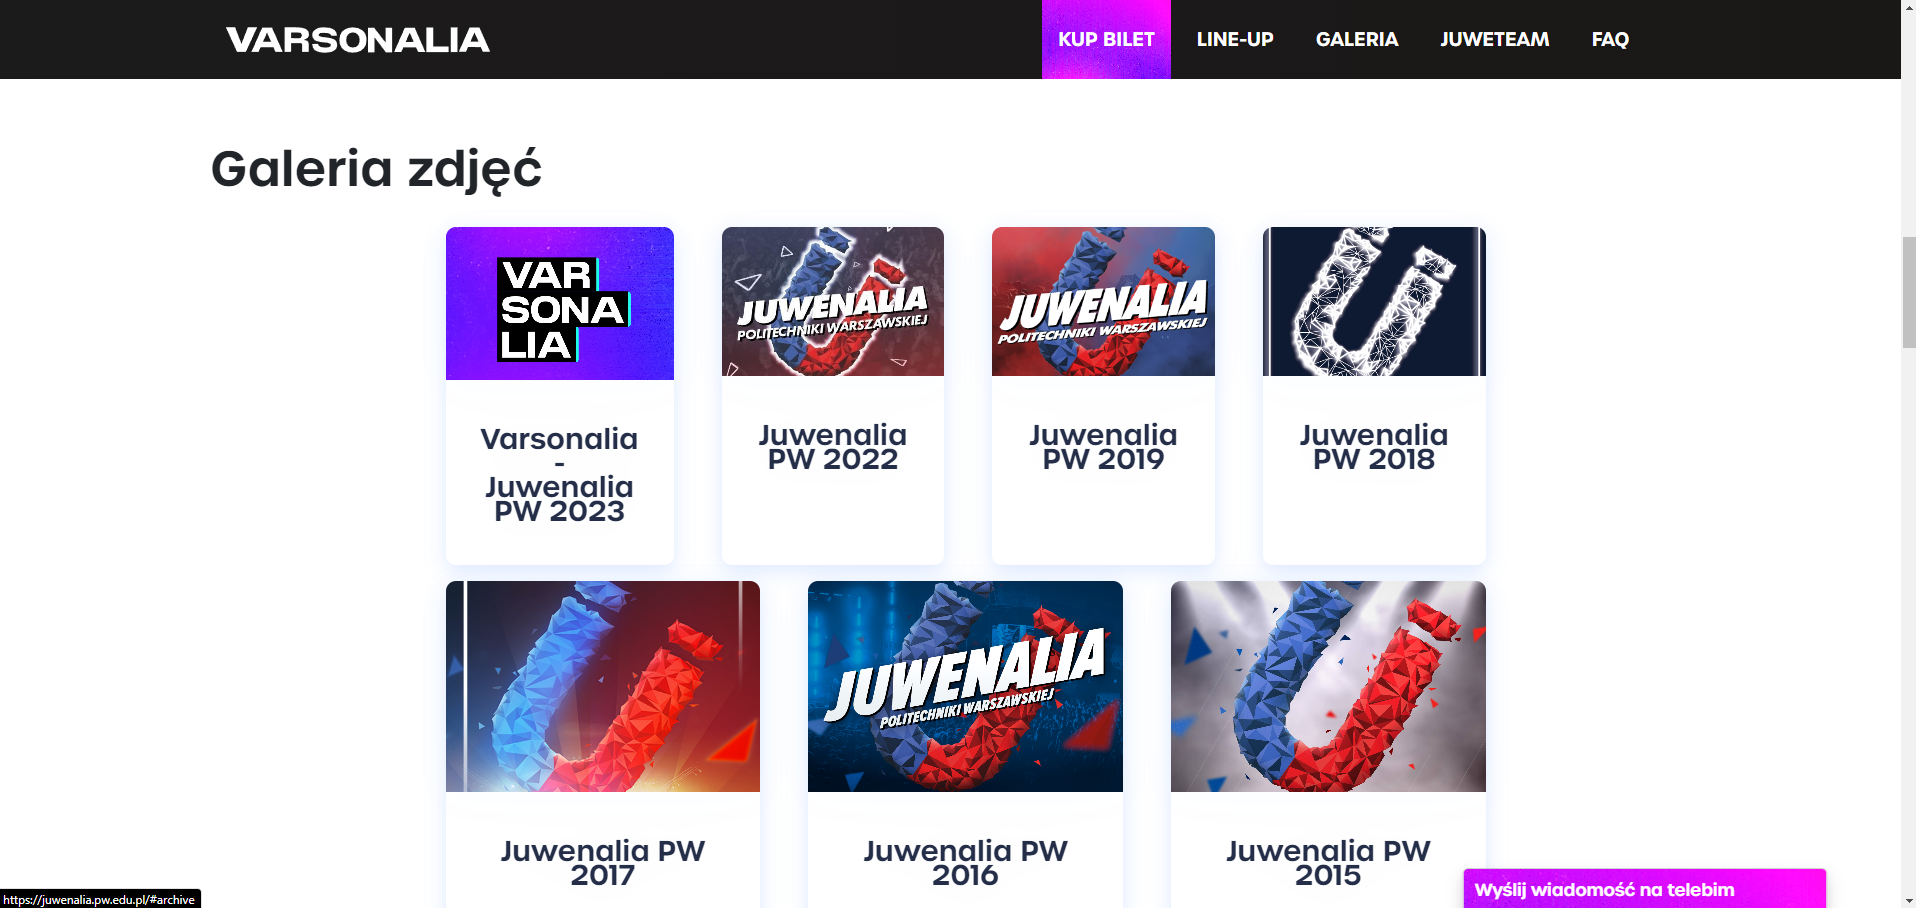 VARSONALIA
KUP BILET LINE-UP GALERIA JUWETEAM FAQ
Galeria zdjęć
VAR
SONA
LIA
JUWENALIA
POLITECHNIKI WARSZAWSKIEJ
JUWENALIA
POLITECHNIKI WARSZAWSKIEJ
Varsonalia
-
Juwenalia
PW 2023
Juwenalia
PW 2022
Juwenalia
PW 2019
Juwenalia
PW 2018
JUWENALIA
POLITECHNIKI WARSZAWSKIEJ
Juwenalia PW
2017
Juwenalia PW
2016
Juwenalia PW
2015
Wyślij wiadomość na telebim
https://juwenalia.pw.edu.pl/#archive